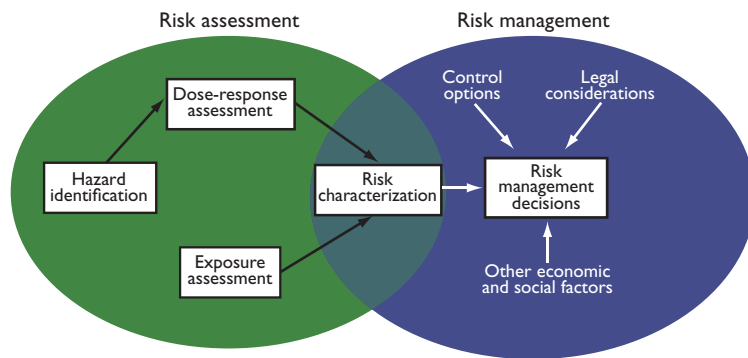 Risk assessment
Risk management
Dose-response
assessment
Hazard
identification
Exposure
assessment
Risk
characterization
Control
options
Legal
considerations
Risk
management
decisions
Other economic
and social factors